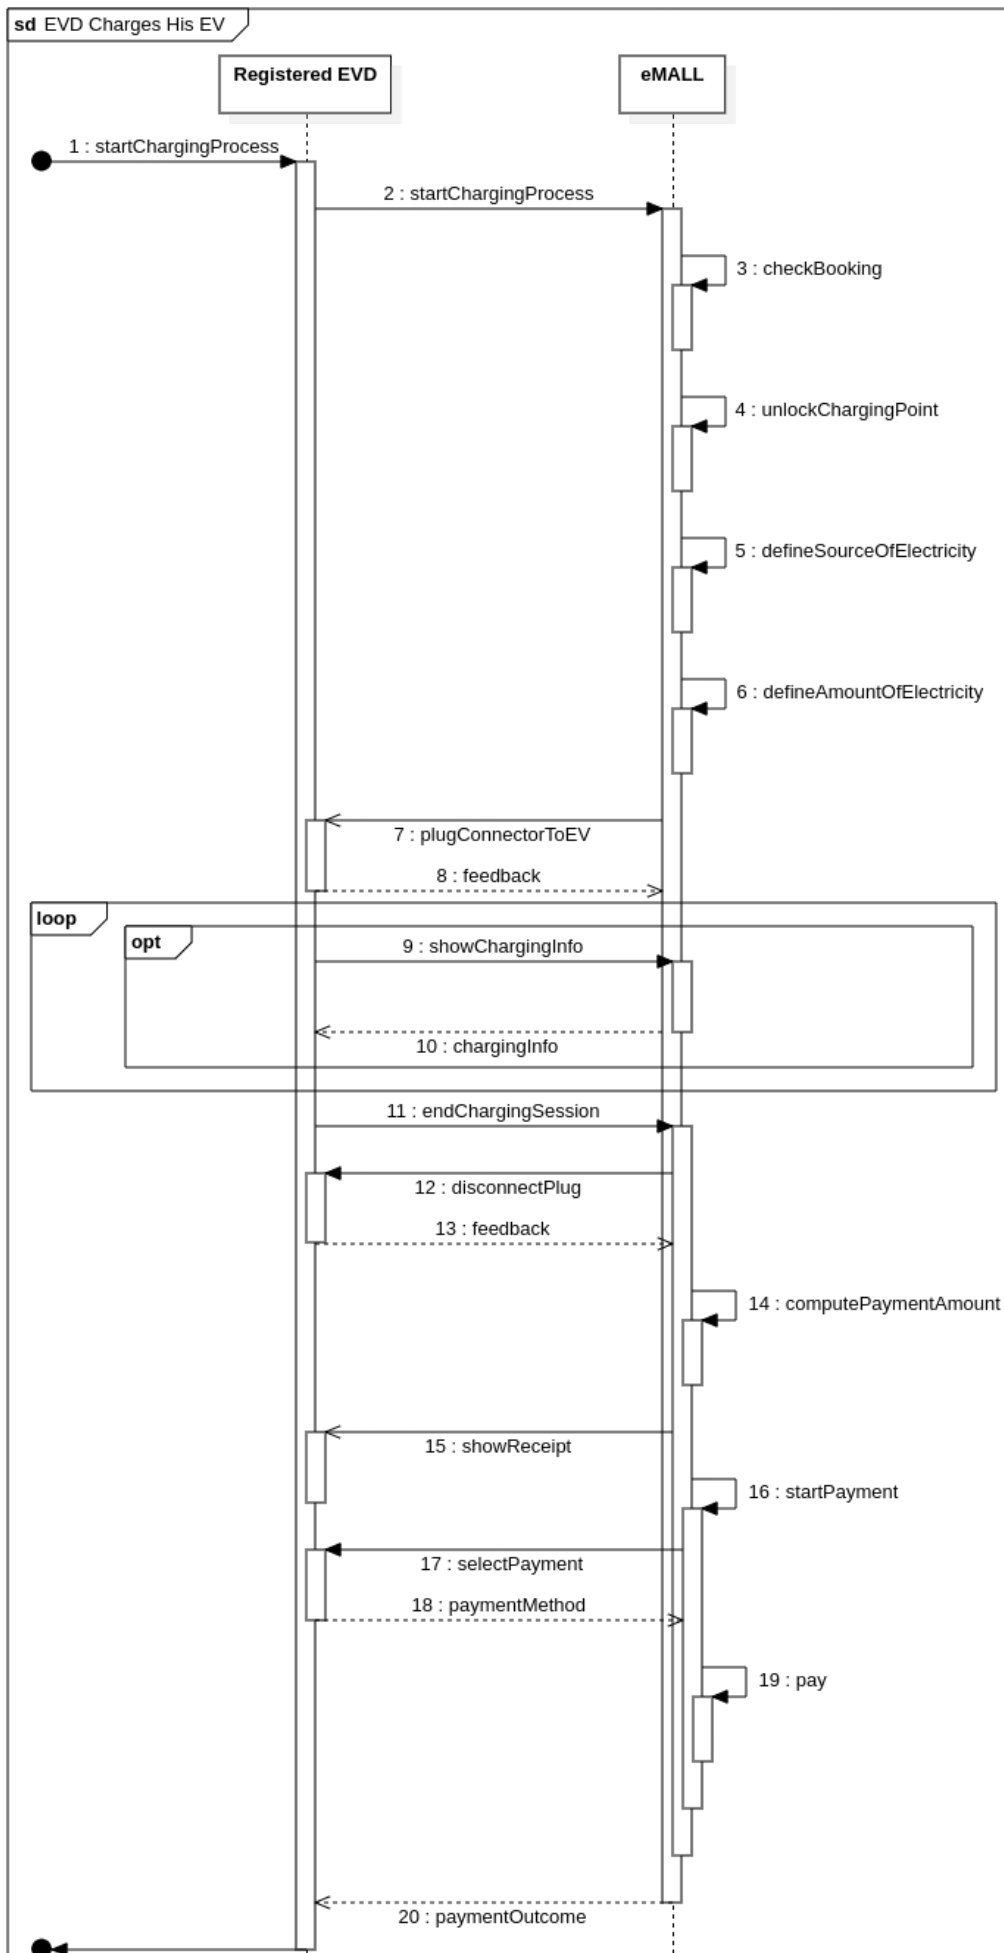 sd EVD Charges His EV
Registered EVD
eMALL
1 : startChargingProcess
2 : startChargingProcess
3 : checkBooking
4 : unlockChargingPoint
5 : defineSourceOfElectricity
6 : defineAmountOfElectricity
7 : plugConnectorToEV
8 : feedback
loop
opt
9 : showChargingInfo
10 : chargingInfo
11 : endChargingSession
12 : disconnectPlug
13 : feedback
14 : computePaymentAmount
15 : showReceipt
16 : startPayment
17 : selectPayment
18 : paymentMethod
19 : pay
20 : paymentOutcome